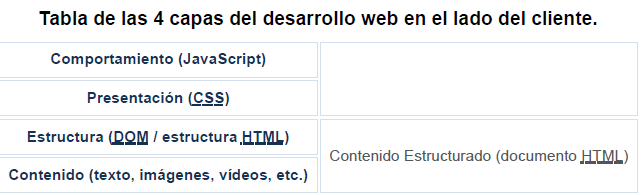 Tabla de las 4 capas del desarrollo web en el lado del cliente.
Comportamiento (JavaScript)
Presentación (CSS)
Estructura (DOM / estructura HTML)
Contenido Estructurado (documento HTML)
Contenido (texto, imágenes, vídeos, etc.)